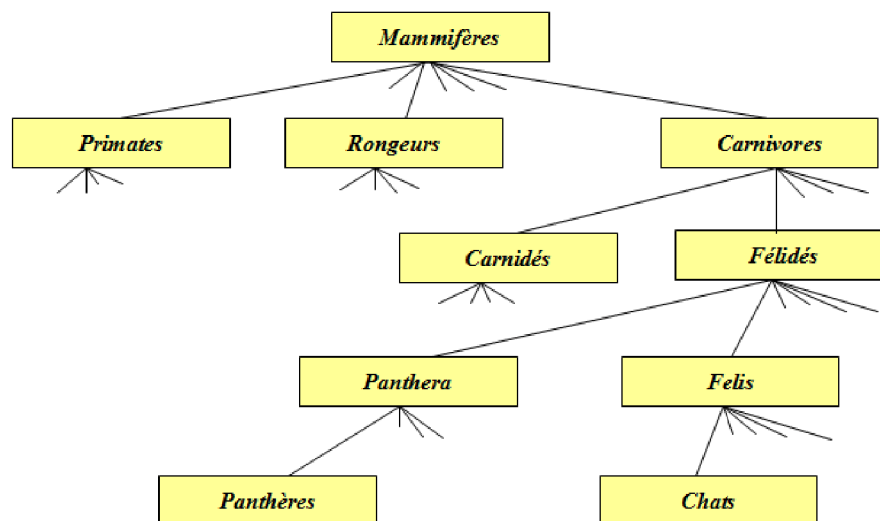 Mammifères
Primates
Rongeurs
Carnivores
Carnidés
Félidés
Panthera
Felis
Panthères
Chats